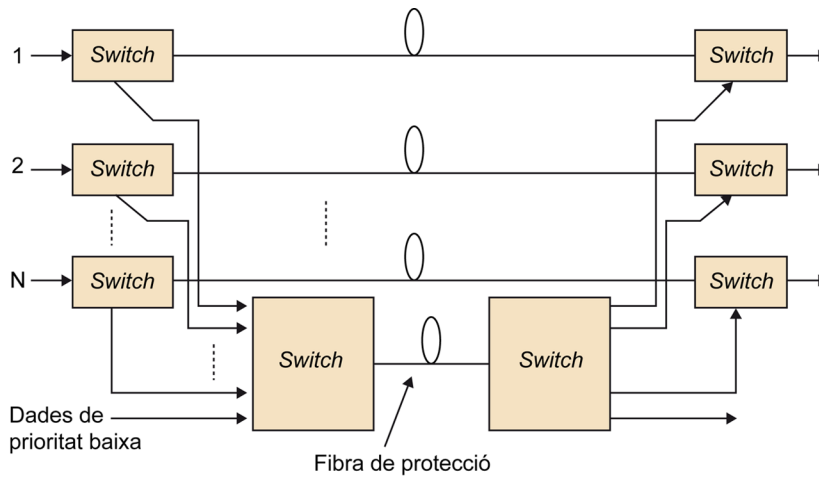 1
Switch
Switch
2
Switch
Switch
N
Switch
Switch
Switch
Switch
Dades de
prioritat baixa
Fibra de protecció